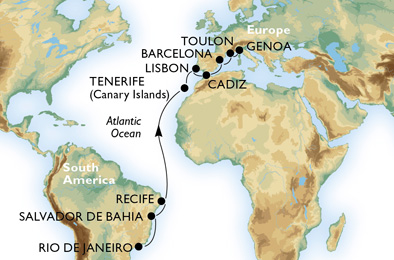 TOULON
Europe
BARCELONA
GENOA
LISBON
CADIZ
TENERIFE
(Canary Islands)
Atlantic
Ocean
South
America
RECIFE
SALVADOR DE BAHIA
RIO DE JANEIRO